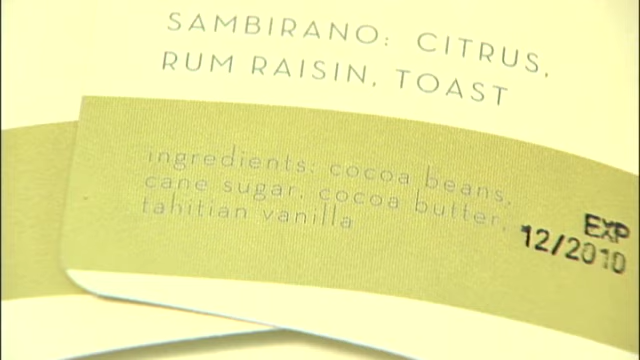 SAMBIRANO: CITRUS,
RUM RAISIN, TOAST
ingredients: cocoa beans,
cane sugar, cocoa butter,
tahitian vanilla
EXP
12/2010